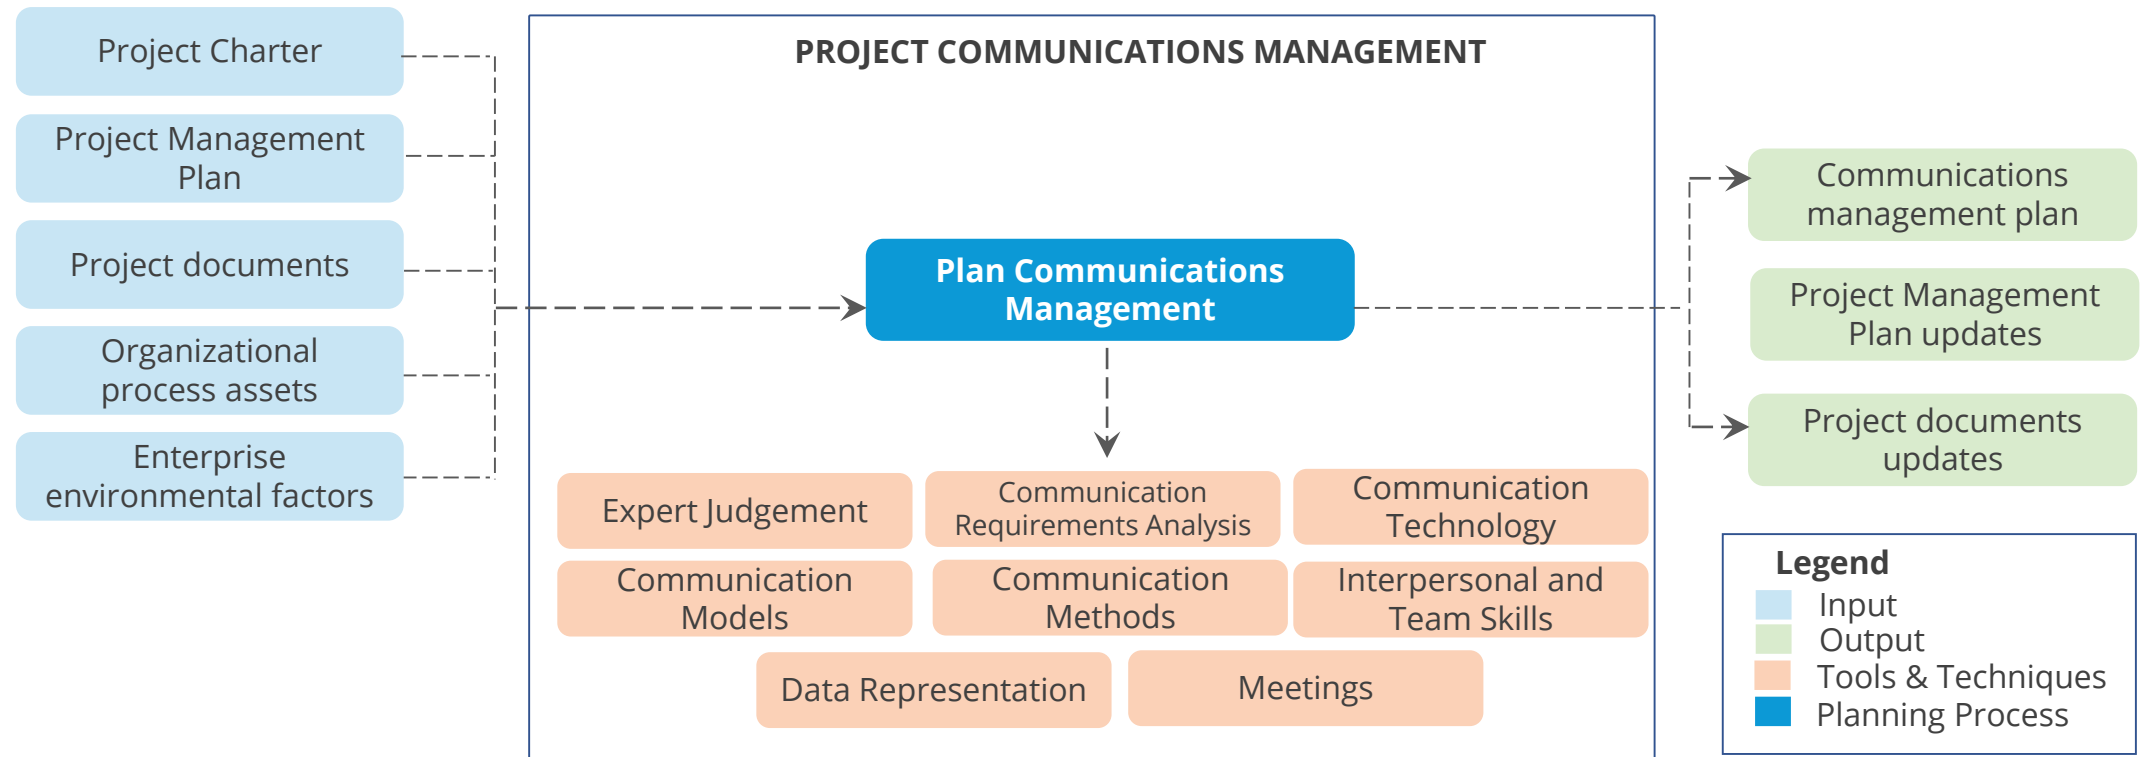 Project Charter
Project Management
Plan
Project documents
Organizational
process assets
Enterprise
environmental factors
PROJECT COMMUNICATIONS MANAGEMENT
Plan Communications
Management
Expert Judgement
Communication
Requirements Analysis
Communication
Technology
Communication
Models
Communication
Methods
Interpersonal and
Team Skills
Data Representation
Meetings
Communications
management plan
Project Management
Plan updates
Project documents
updates
Legend
Input
Output
Tools & Techniques
Planning Process